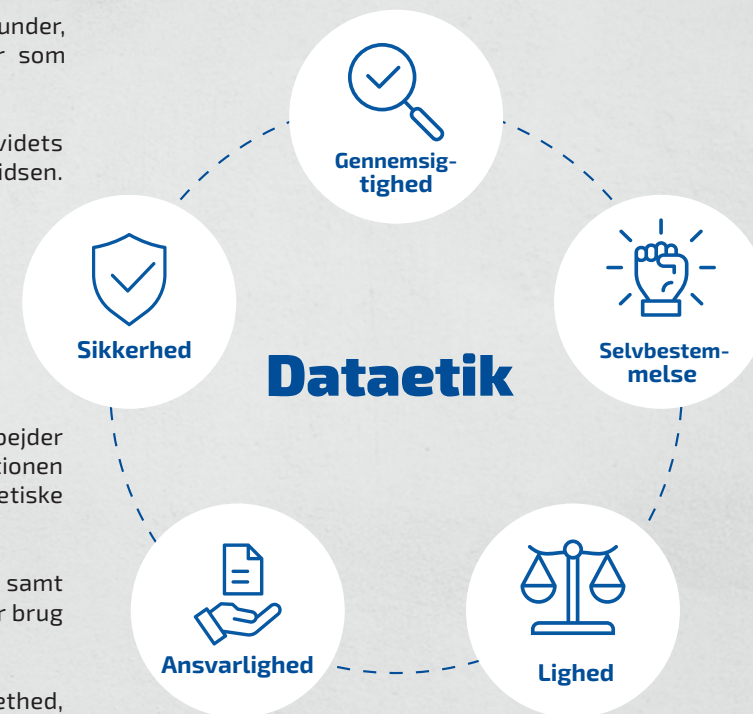 under,
r som
videts
idsen.
bejder
tionen
etiske
samt
r brug
ethed,
Gennemsig-
tighed
Selvbestem-
melse
Lighed
Ansvarlighed
Sikkerhed
Dataetik